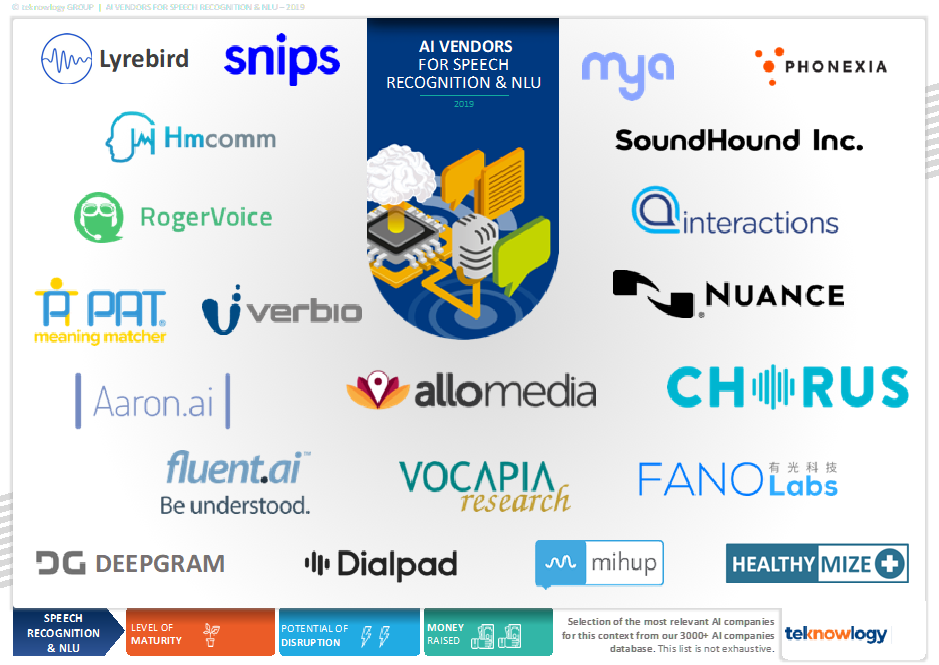 © teknowlogy GROUP | AI VENDORS FOR SPEECH RECOGNITION & NLU – 2019
AI VENDORS
FOR SPEECH
RECOGNITION & NLU
2019
Lyrebird
snips
mya
PHONEXIA
Hmcomm
SoundHound Inc.
RogerVoice
interactions
PAT.
meaning matcher
verbio
NUANCE®
Aaron.ai
allomedia
CHORUS
fluent.ai™
Be understood.
VOCAPIA
research
FANO Labs
有光科技
DG DEEPGRAM
Dialpad
mihup
HEALTHYMIZE
SPEECH
RECOGNITION
& NLU
LEVEL OF
MATURITY
POTENTIAL OF
DISRUPTION
MONEY
RAISED
Selection of the most relevant AI companies
for this context from our 3000+ AI companies
database. This list is not exhaustive.
teknowlogy